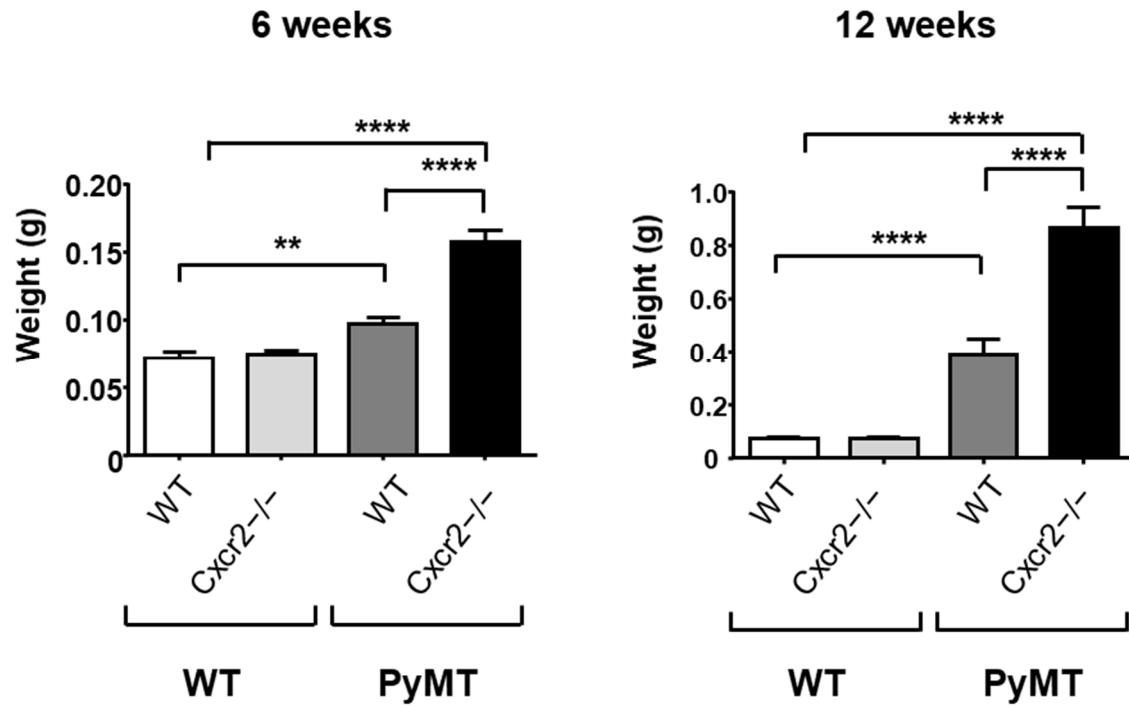 6 weeks
****
****
**
0.20
0.15
0.10
0.05
0
Weight (g)
WT
Cxcr2−/−
WT
Cxcr2−/−
WT
PyMT
12 weeks
****
****
****
1.0
0.8
0.6
0.4
0.2
0
Weight (g)
WT
Cxcr2−/−
WT
Cxcr2−/−
WT
PyMT